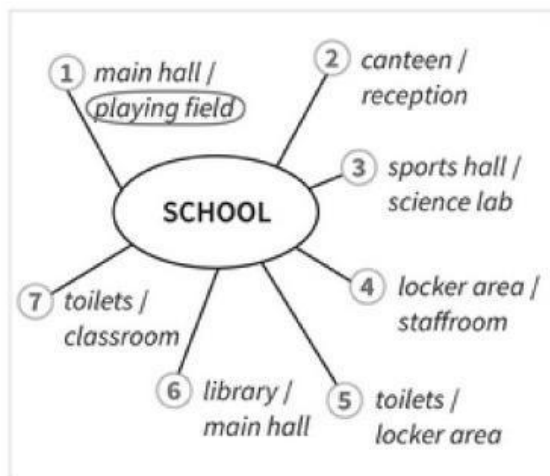 1 main hall /
playing field
2 canteen /
reception
3 sports hall /
science lab
SCHOOL
4 locker area /
staffroom
7 toilets /
classroom
6 library /
main hall
5 toilets /
locker area